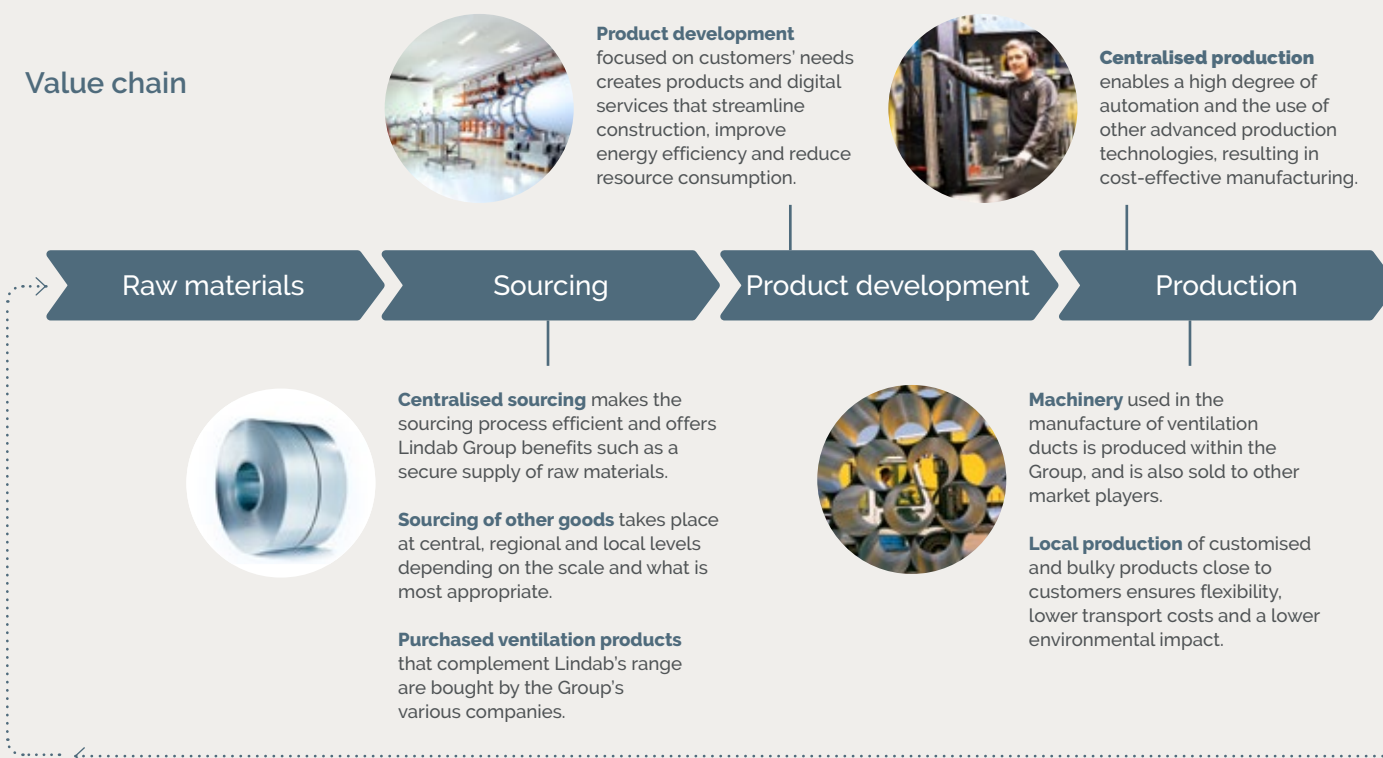 Value chain
Product development
focused on customers' needs
creates products and digital
services that streamline
construction, improve
energy efficiency and reduce
resource consumption.
Centralised production
enables a high degree of
automation and the use of
other advanced production
technologies, resulting in
cost-effective manufacturing.
Raw materials
Sourcing
Product development
Production
Centralised sourcing makes the
sourcing process efficient and offers
Lindab Group benefits such as a
secure supply of raw materials.
Sourcing of other goods takes place
at central, regional and local levels
depending on the scale and what is
most appropriate.
Purchased ventilation products
that complement Lindab's range
are bought by the Group's
various companies.
Machinery used in the
manufacture of ventilation
ducts is produced within the
Group, and is also sold to other
market players.
Local production of customised
and bulky products close to
customers ensures flexibility,
lower transport costs and a lower
environmental impact.